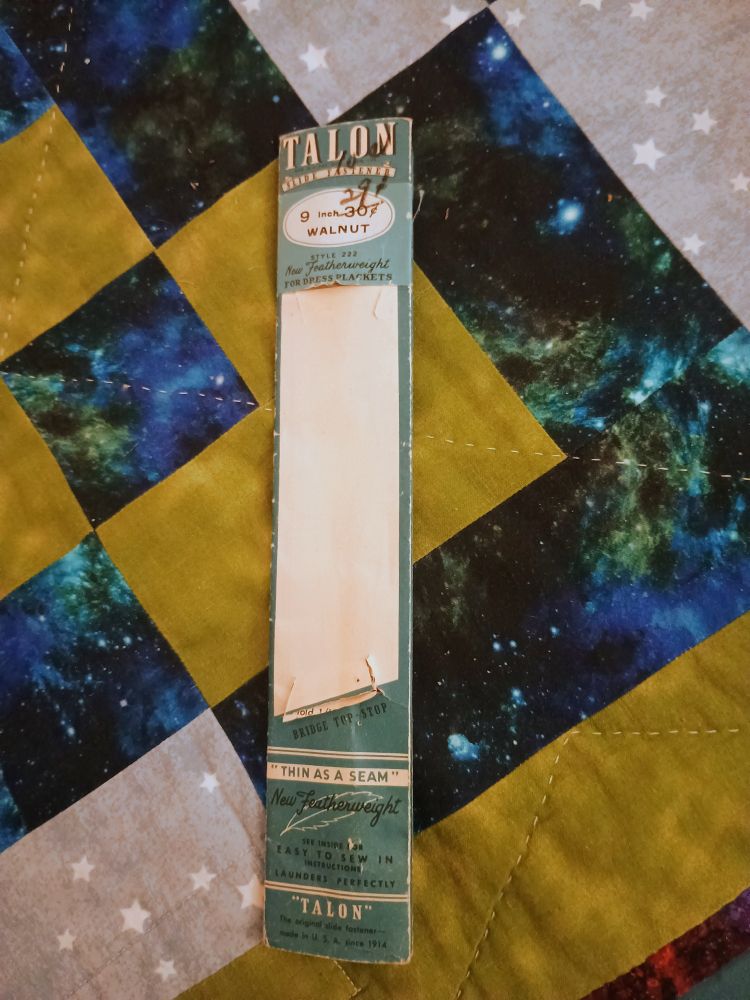 TALON
SLIDE FASTENER
29¢
9 inch 30¢
WALNUT
STYLE 222
New Featherweight
FOR DRESS PLACKETS
BRIDGE TOP-STOP
"THIN AS A SEAM"
New Featherweight
SEE INSIDE FOR
EASY TO SEW IN
INSTRUCTIONS
LAUNDERS PERFECTLY
"TALON"
The original slide fastener—
made in U. S. A. since 1914